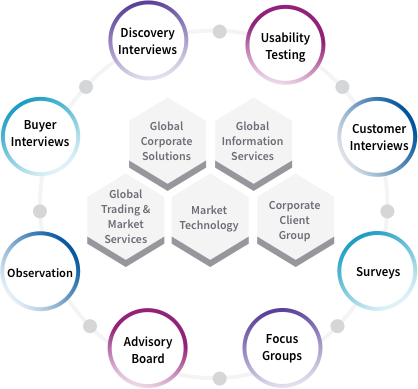 Discovery
Interviews
Usability
Testing
Buyer
Interviews
Customer
Interviews
Global
Corporate
Solutions
Global
Information
Services
Global
Trading &
Market
Services
Market
Technology
Corporate
Client
Group
Observation
Surveys
Advisory
Board
Focus
Groups